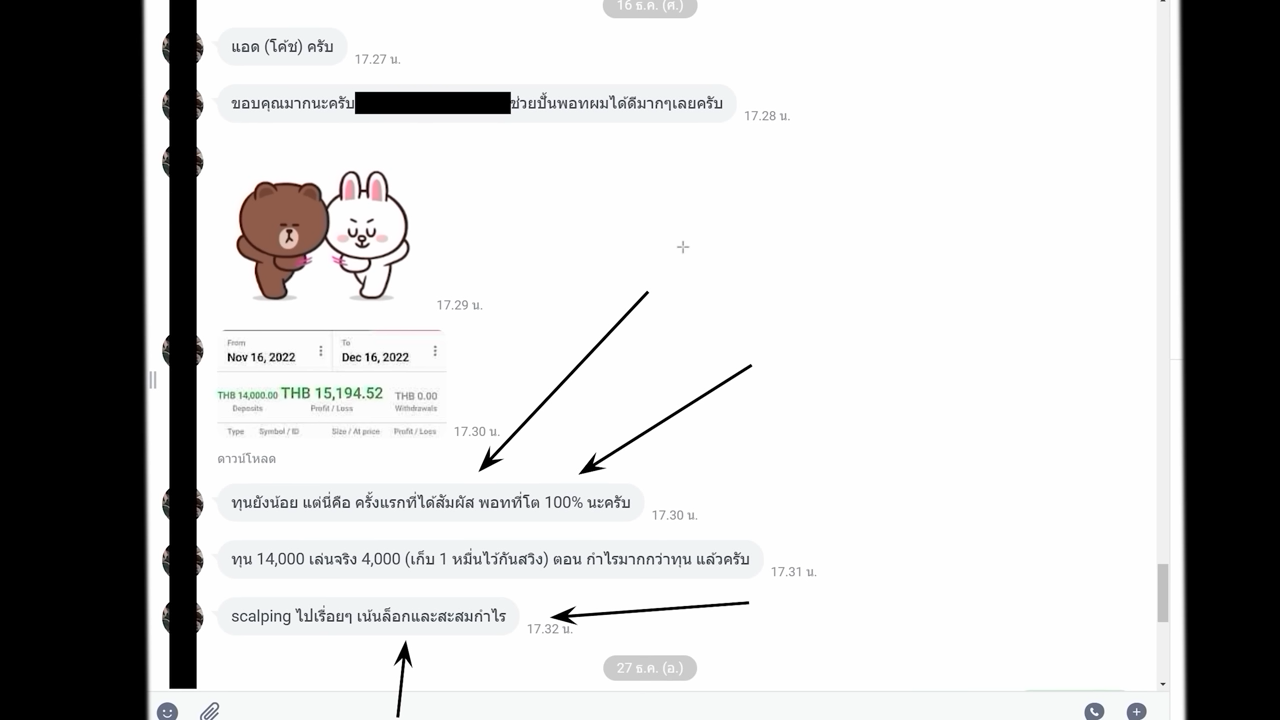 16 ธ.ค. (ศ.)
แอด (โค้ช) ครับ
17.27 น.
ขอบคุณมากนะครับ ช่วยปั้นพอทผมได้ดีมากๆเลยครับ
17.28 น.
17.29 น.
From To
Nov 16, 2022 Dec 16, 2022
THB 14,000.00 THB 15,194.52 THB 0.00
Deposits Profit / Loss Withdrawals
Type Symbol / ID Size / At price Profit / Loss
17.30 น.
ดาวน์โหลด
ทุนยังน้อย แต่นี่คือ ครั้งแรกที่ได้สัมผัส พอทที่โต 100% นะครับ
17.30 น.
ทุน 14,000 เล่นจริง 4,000 (เก็บ 1 หมื่นไว้กันสวิง) ตอน กำไรมากกว่าทุน แล้วครับ
17.31 น.
scalping ไปเรื่อยๆ เน้นล็อกและสะสมกำไร
17.32 น.
27 ธ.ค. (อ.)